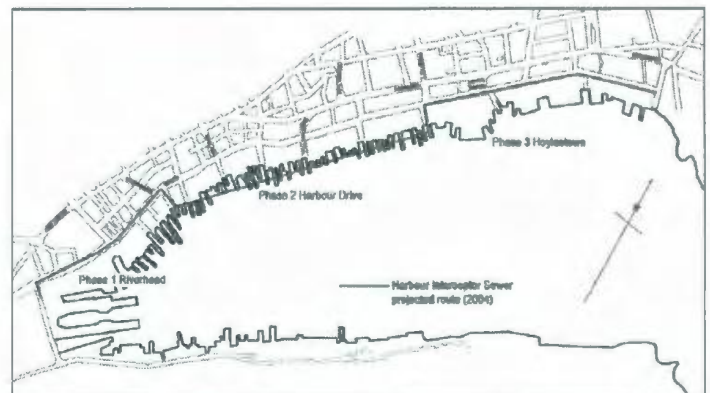 Phase 3 Hoylestown
Phase 2 Harbour Drive
Phase 1 Riverhead
Harbour Interceptor Sewer
projected route (2004)